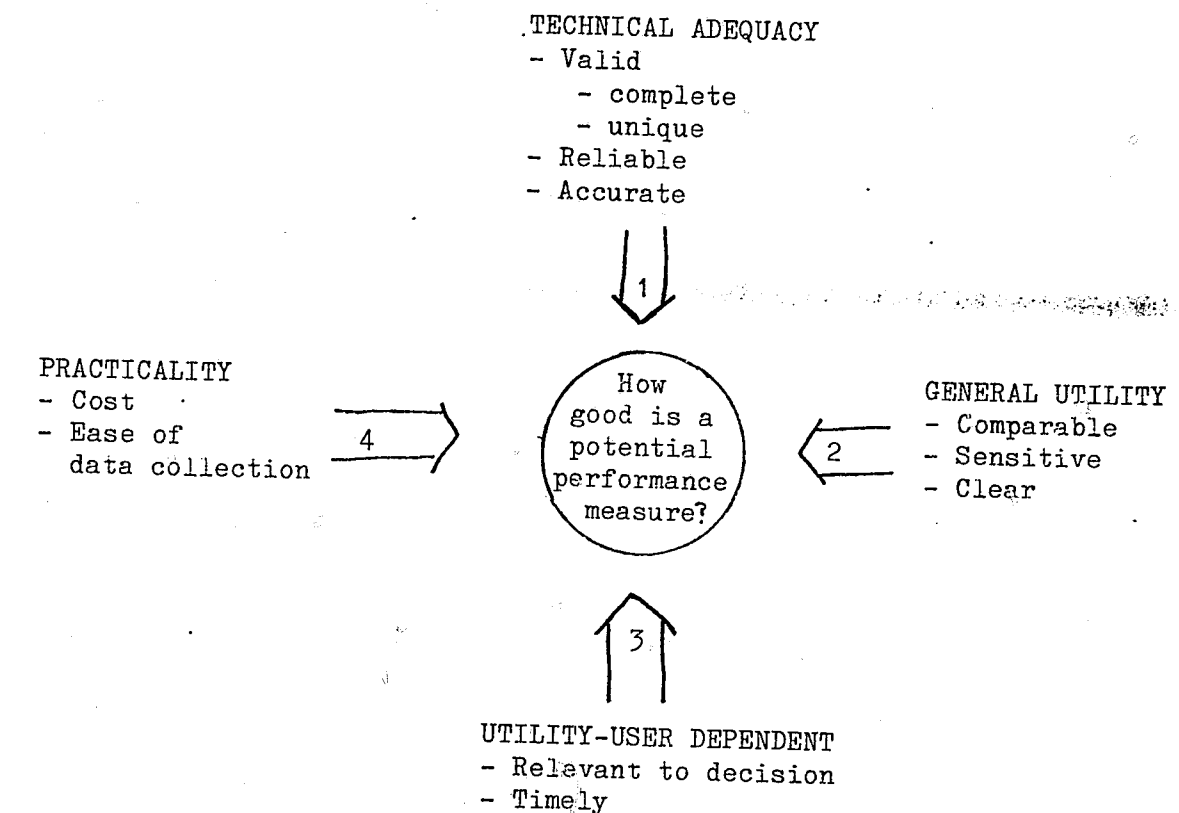 TECHNICAL ADEQUACY
- Valid
- complete
- unique
- Reliable
- Accurate
1
PRACTICALITY
- Cost
- Ease of
data collection
4
How
good is a
potential
performance
measure?
2
GENERAL UTILITY
- Comparable
- Sensitive
- Clear
3
UTILITY-USER DEPENDENT
- Relevant to decision
- Timely